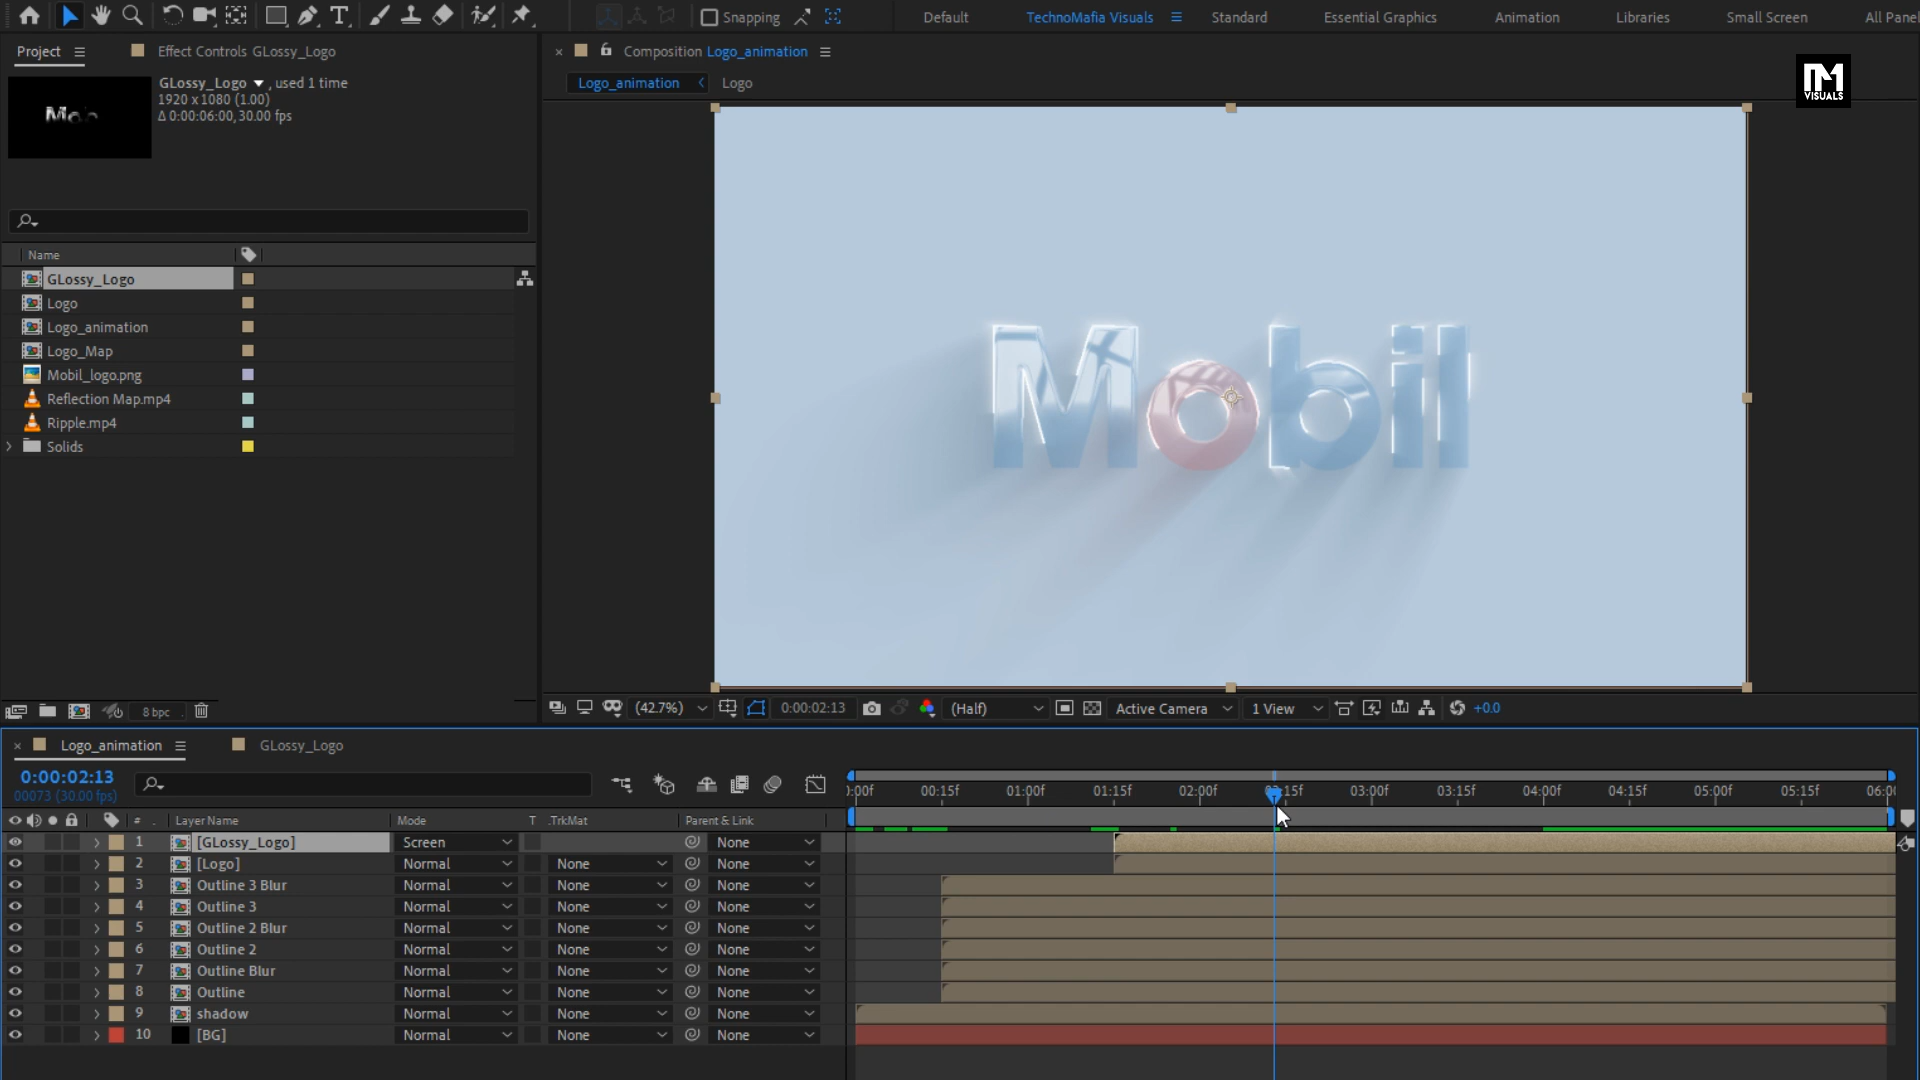 Snapping
Default
TechnoMafia Visuals
Standard
Essential Graphics
Animation
Libraries
Small Screen
All Pane
Project
Effect Controls GLossy_Logo
Composition Logo_animation
VISUALS
GLossy_Logo , used 1 time
1920 x 1080 (1.00)
Δ 0:00:06:00, 30.00 fps
Logo_animation
Logo
Name
GLossy_Logo
Logo
Logo_animation
Logo_Map
Mobil_logo.png
Reflection Map.mp4
Ripple.mp4
Solids
Mobil
8 bpc
(42.7%)
0:00:02:13
(Half)
Active Camera
1 View
+0.0
Logo_animation
GLossy_Logo
0:00:02:13
00073 (30.00 fps)
):00f 00:15f 01:00f 01:15f 02:00f 02:15f 03:00f 03:15f 04:00f 04:15f 05:00f 05:15f 06:0
# Layer Name Mode T .TrkMat Parent & Link
1 [GLossy_Logo] Screen None
2 [Logo] Normal None None
3 Outline 3 Blur Normal None None
4 Outline 3 Normal None None
5 Outline 2 Blur Normal None None
6 Outline 2 Normal None None
7 Outline Blur Normal None None
8 Outline Normal None None
9 shadow Normal None None
10 [BG] Normal None None